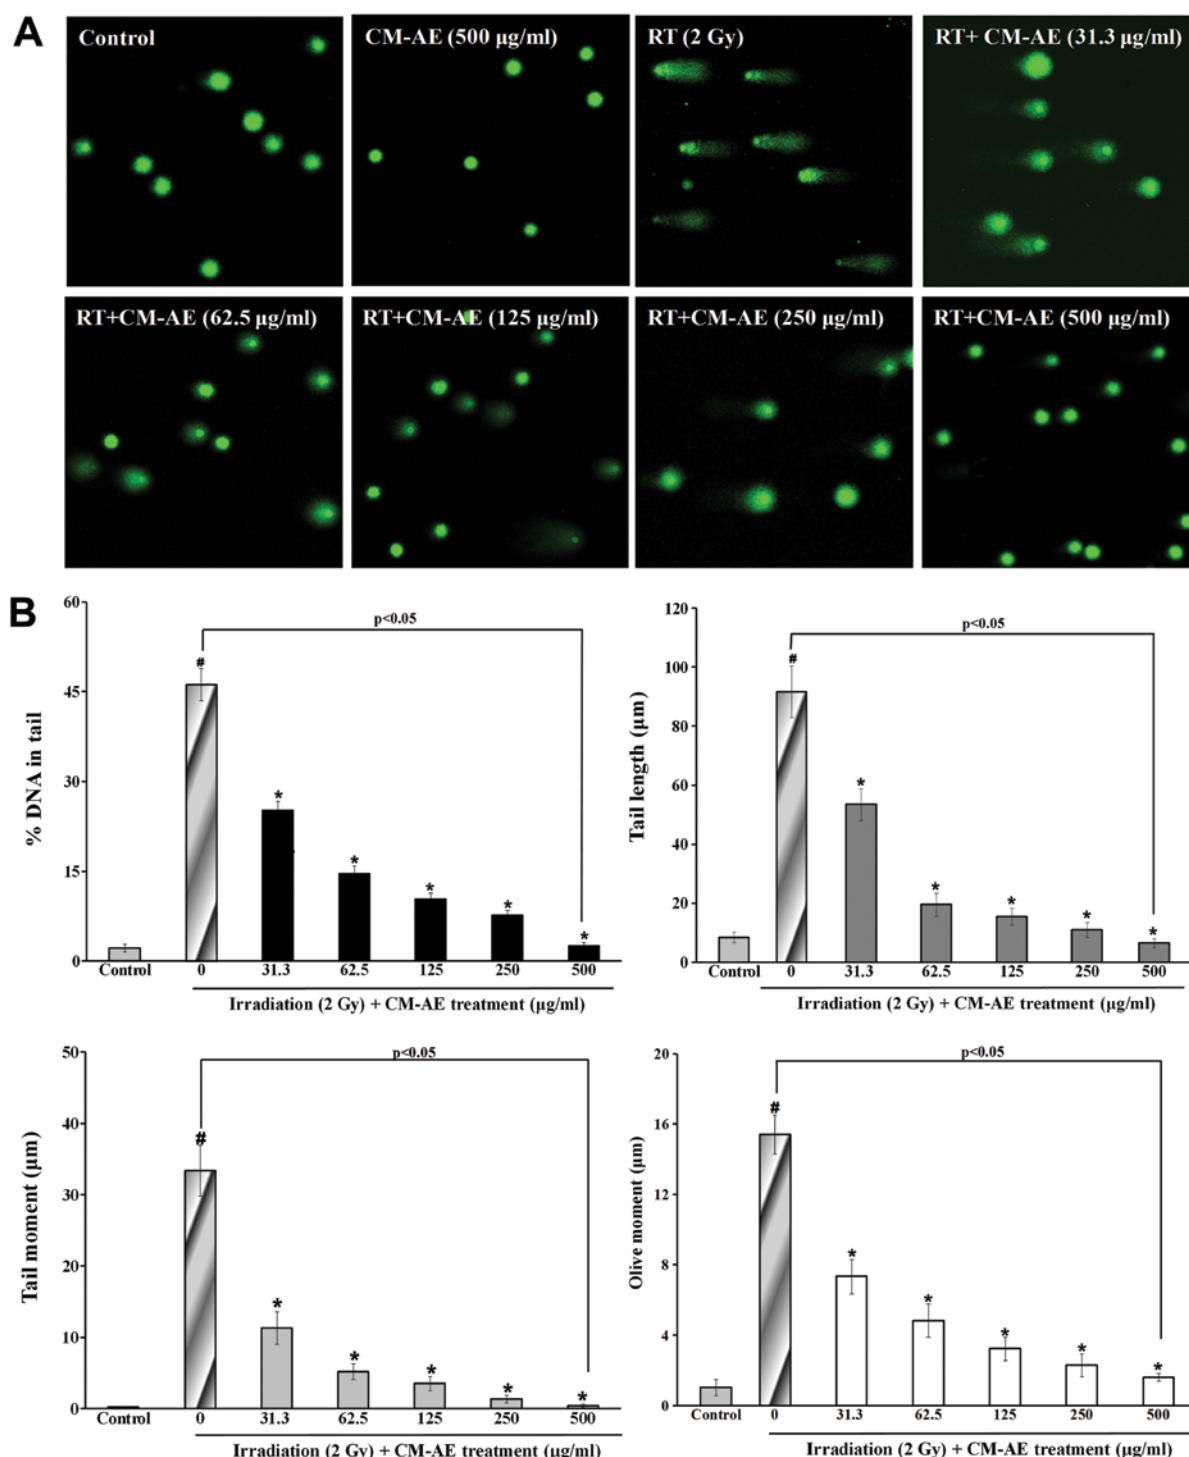 A
Control
CM-AE (500 µg/ml)
RT (2 Gy)
RT+ CM-AE (31.3 µg/ml)
RT+CM-AE (62.5 µg/ml)
RT+CM-AE (125 µg/ml)
RT+CM-AE (250 µg/ml)
RT+CM-AE (500 µg/ml)
B
% DNA in tail
60
45
30
15
0
p<0.05
#
*
*
*
*
*
Control
0
31.3
62.5
125
250
500
Irradiation (2 Gy) + CM-AE treatment (µg/ml)
Tail length (µm)
120
100
80
60
40
20
0
p<0.05
#
*
*
*
*
*
Control
0
31.3
62.5
125
250
500
Irradiation (2 Gy) + CM-AE treatment (µg/ml)
Tail moment (µm)
50
40
30
20
10
0
p<0.05
#
*
*
*
*
*
Control
0
31.3
62.5
125
250
500
Irradiation (2 Gy) + CM-AE treatment (µg/ml)
Olive moment (µm)
20
16
12
8
4
0
p<0.05
#
*
*
*
*
*
Control
0
31.3
62.5
125
250
500
Irradiation (2 Gy) + CM-AE treatment (µg/ml)